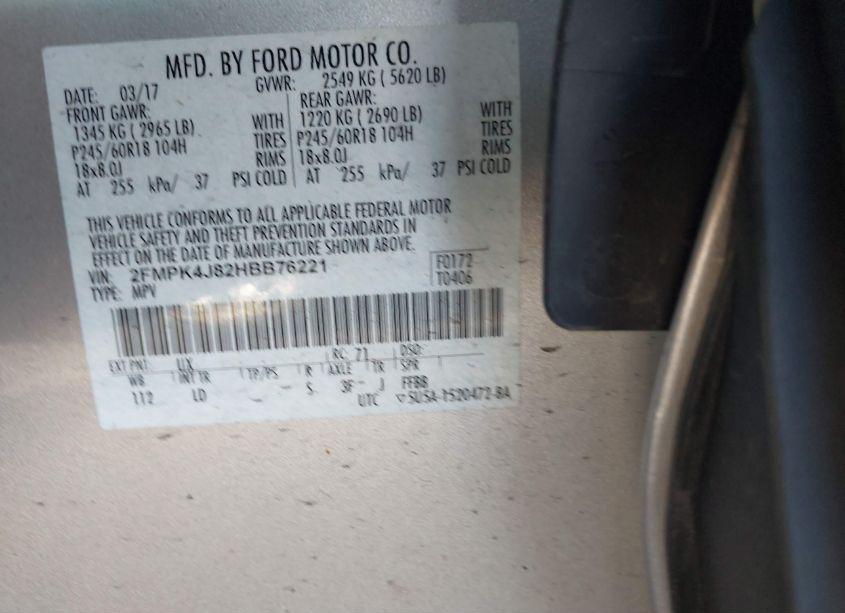 MFD. BY FORD MOTOR CO.
DATE: 03/17 GVWR: 2549 KG ( 5620 LB)
FRONT GAWR: REAR GAWR:
1345 KG ( 2965 LB) WITH 1220 KG ( 2690 LB) WITH
P245/60R18 104H TIRES P245/60R18 104H TIRES
18x8.0J RIMS 18x8.0J RIMS
AT 255 kPa/ 37 PSI COLD AT 255 kPa/ 37 PSI COLD
THIS VEHICLE CONFORMS TO ALL APPLICABLE FEDERAL MOTOR
VEHICLE SAFETY AND THEFT PREVENTION STANDARDS IN
EFFECT ON THE DATE OF MANUFACTURE SHOWN ABOVE.
VIN: 2FMPK4J82HBB76221 F0172
TYPE: MPV T0406
EXT PNT: UX RC: 71 DSO:
WB INT TR TP/PS R AXLE TR SPR
112 LD S 3F J FFBB
UTC 5U5A-1520472-BA